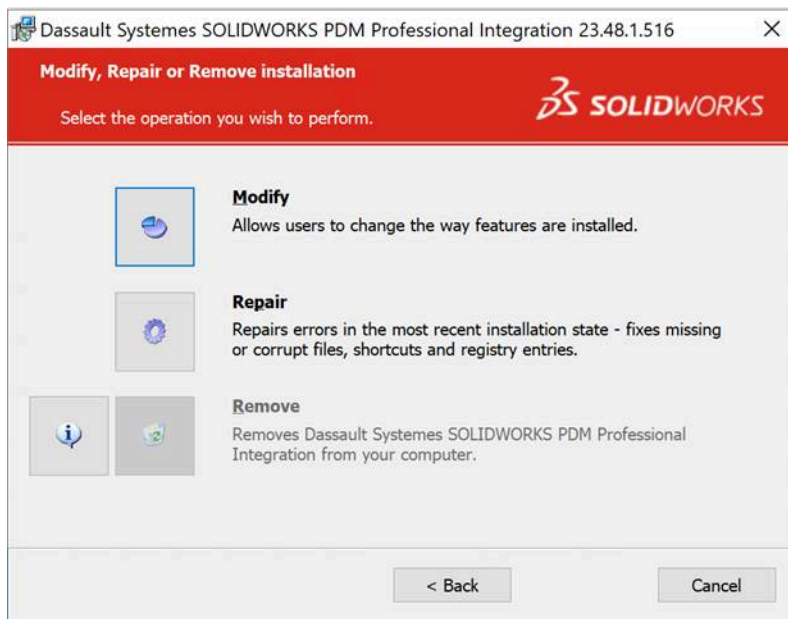 Dassault Systemes SOLIDWORKS PDM Professional Integration 23.48.1.516
Modify, Repair or Remove installation
Select the operation you wish to perform.
SOLIDWORKS
Modify
Allows users to change the way features are installed.
Repair
Repairs errors in the most recent installation state - fixes missing
or corrupt files, shortcuts and registry entries.
Remove
Removes Dassault Systemes SOLIDWORKS PDM Professional
Integration from your computer.
< Back
Cancel